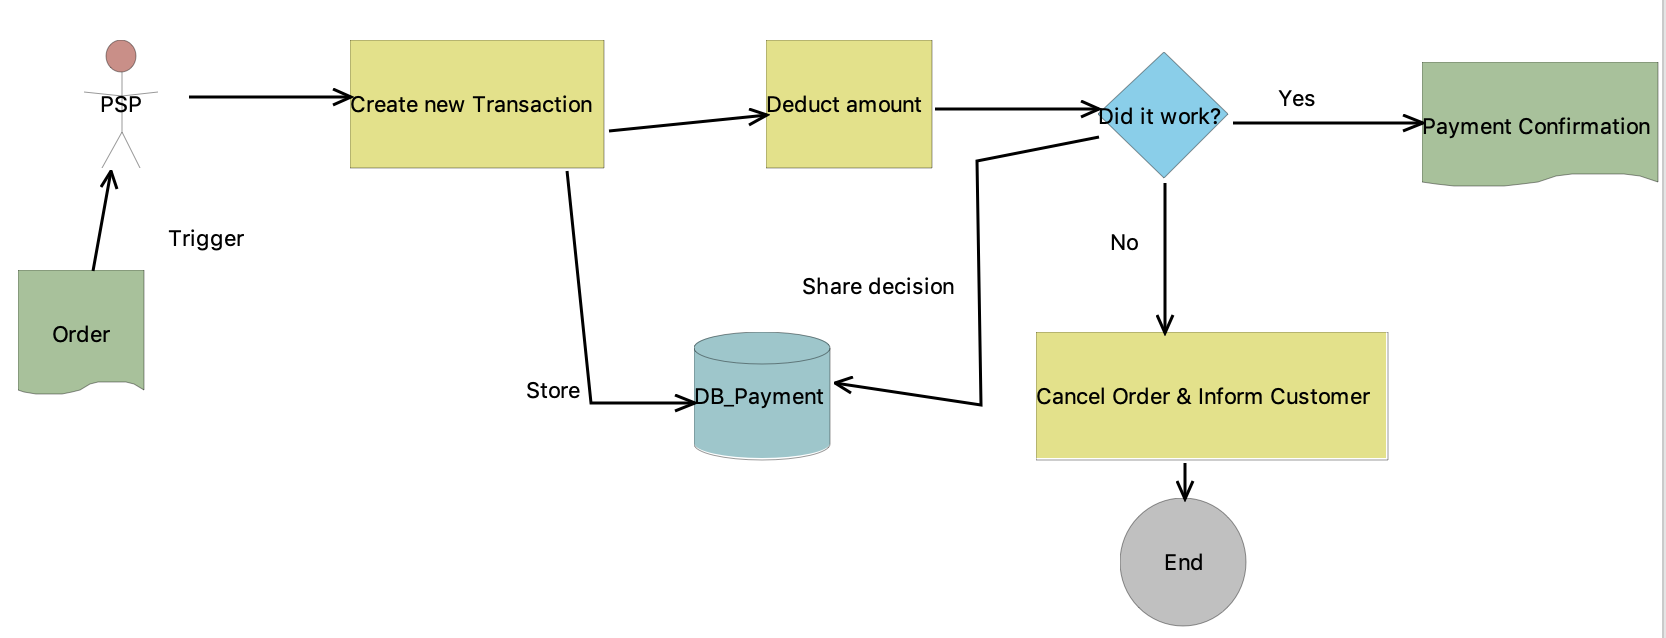 PSP
Create new Transaction
Deduct amount
Did it work?
Yes
Payment Confirmation
Trigger
No
Order
Share decision
Store
DB_Payment
Cancel Order & Inform Customer
End